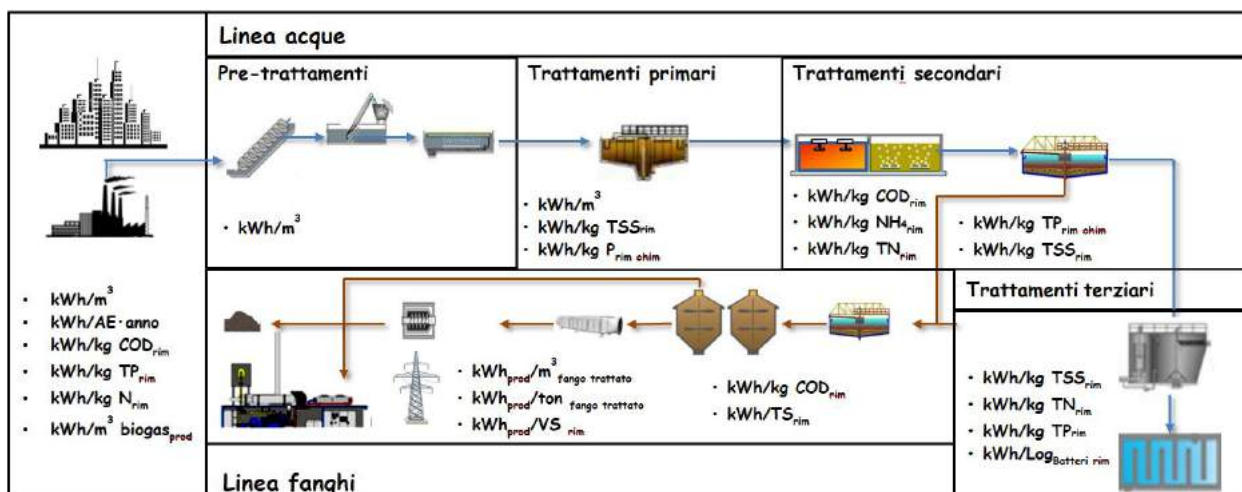 Linea acque
Pre-trattamenti
• kWh/m³
Trattamenti primari
• kWh/m³
• kWh/kg TSSrim
• kWh/kg Prim chim
Trattamenti secondari
• kWh/kg CODrim
• kWh/kg NH4rim
• kWh/kg TNrim
• kWh/kg TPrim chim
• kWh/kg TSSrim
• kWh/m³
• kWh/AE·anno
• kWh/kg CODrim
• kWh/kg TPrim
• kWh/kg Nrim
• kWh/m³ biogasprod
• kWhprod/m³ fango trattato
• kWhprod/ton fango trattato
• kWhprod/VS rim
• kWh/kg CODrim
• kWh/TSrim
Trattamenti terziari
• kWh/kg TSSrim
• kWh/kg TNrim
• kWh/kg TPrim
• kWh/LogBatteri rim
Linea fanghi